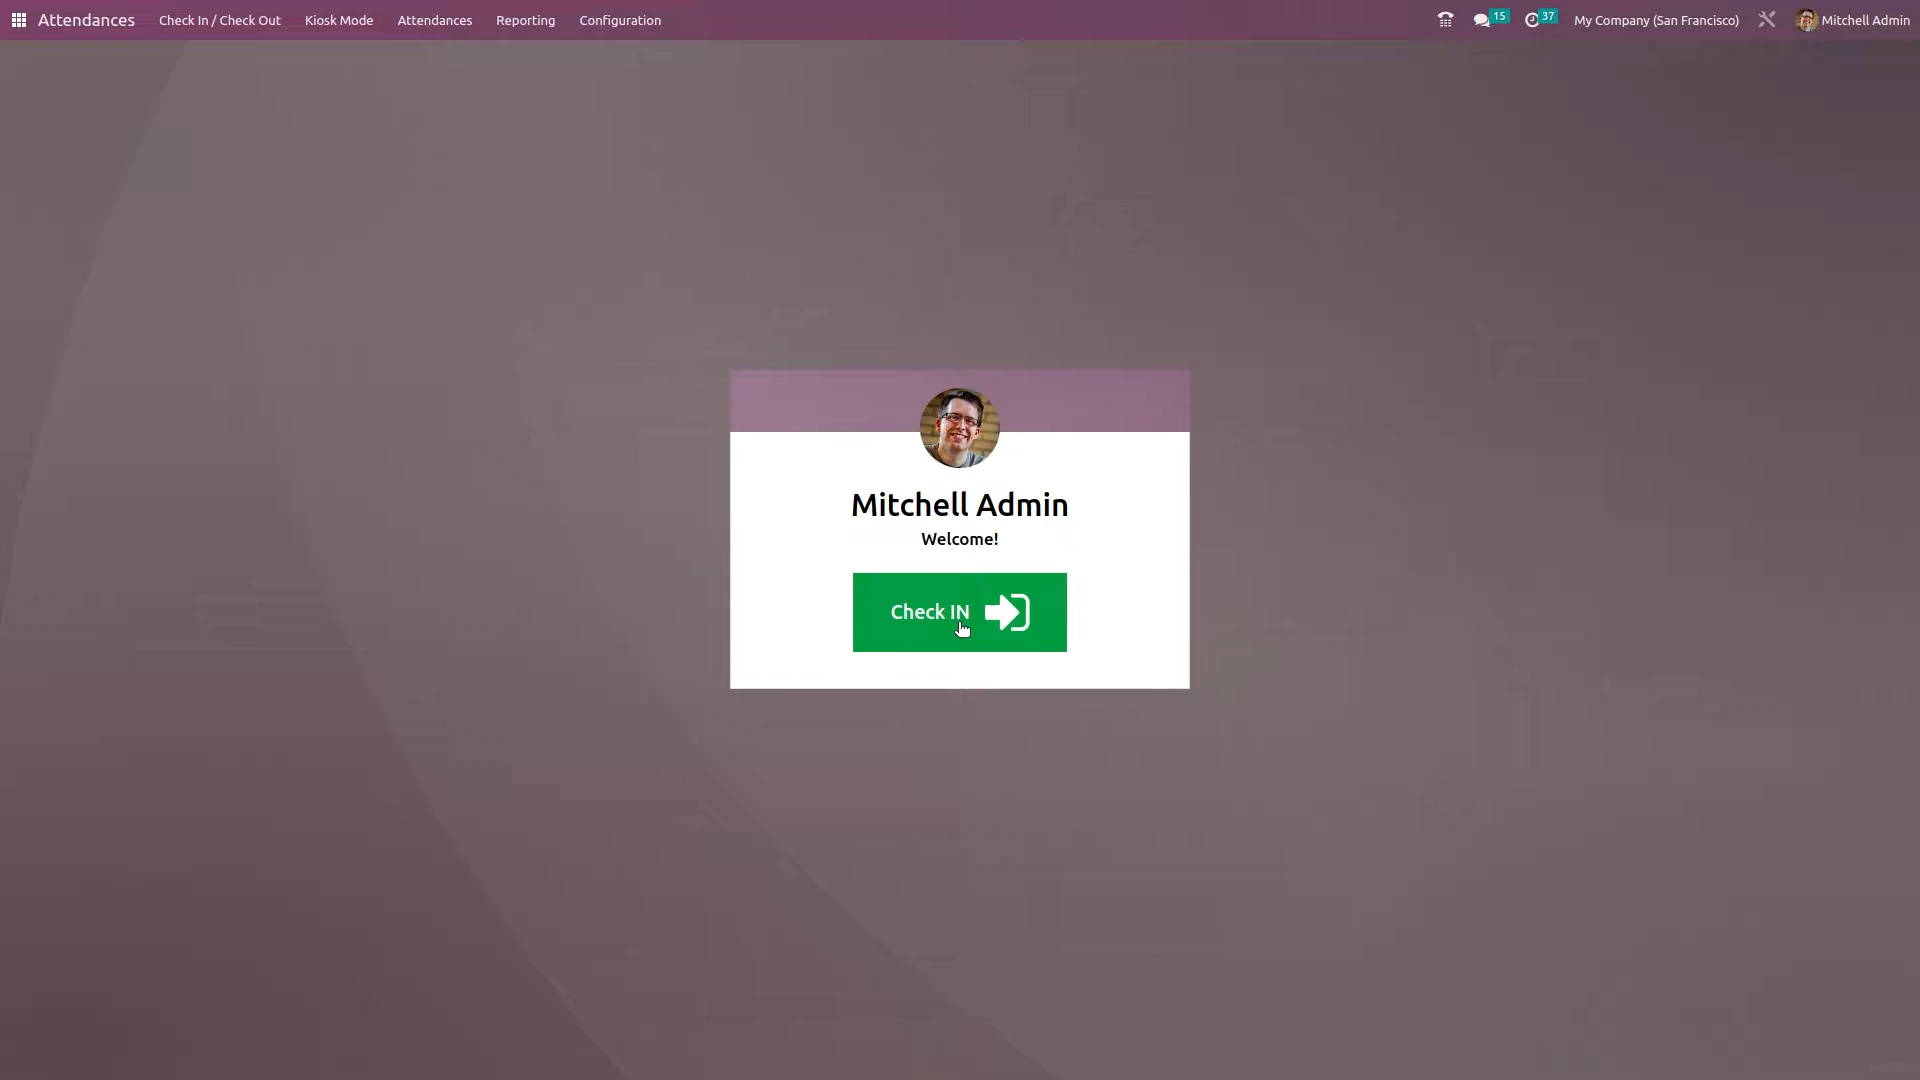 Attendances Check In / Check Out Kiosk Mode Attendances Reporting Configuration 15 37 My Company (San Francisco) Mitchell Admin
Mitchell Admin
Welcome!
Check IN